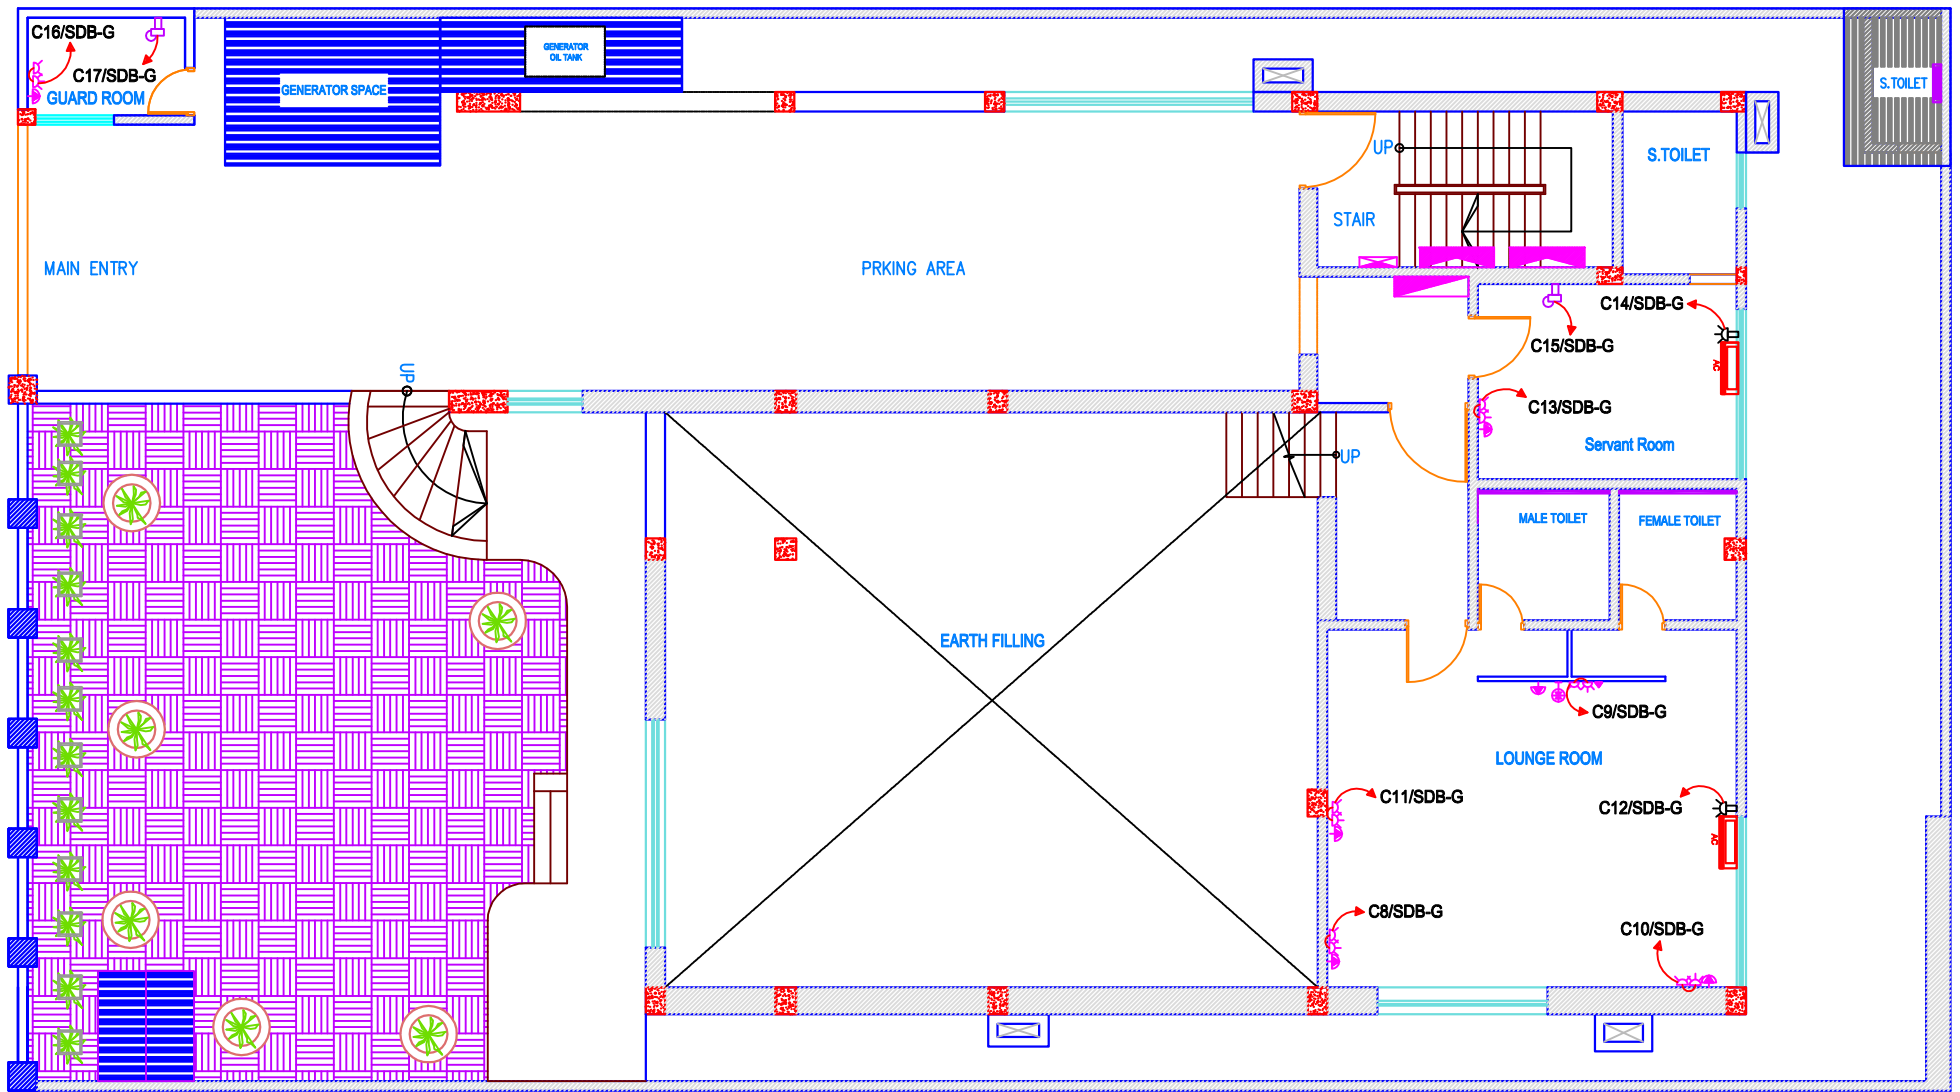 C16/SDB-G
C17/SDB-G
GUARD ROOM
GENERATOR SPACE
GENERATOR
OIL TANK
S.TOILET
UP
S.TOILET
STAIR
MAIN ENTRY
PRKING AREA
C14/SDB-G
C15/SDB-G
AC
UP
C13/SDB-G
Servant Room
UP
MALE TOILET
FEMALE TOILET
EARTH FILLING
C9/SDB-G
LOUNGE ROOM
C11/SDB-G
C12/SDB-G
AC
C8/SDB-G
C10/SDB-G